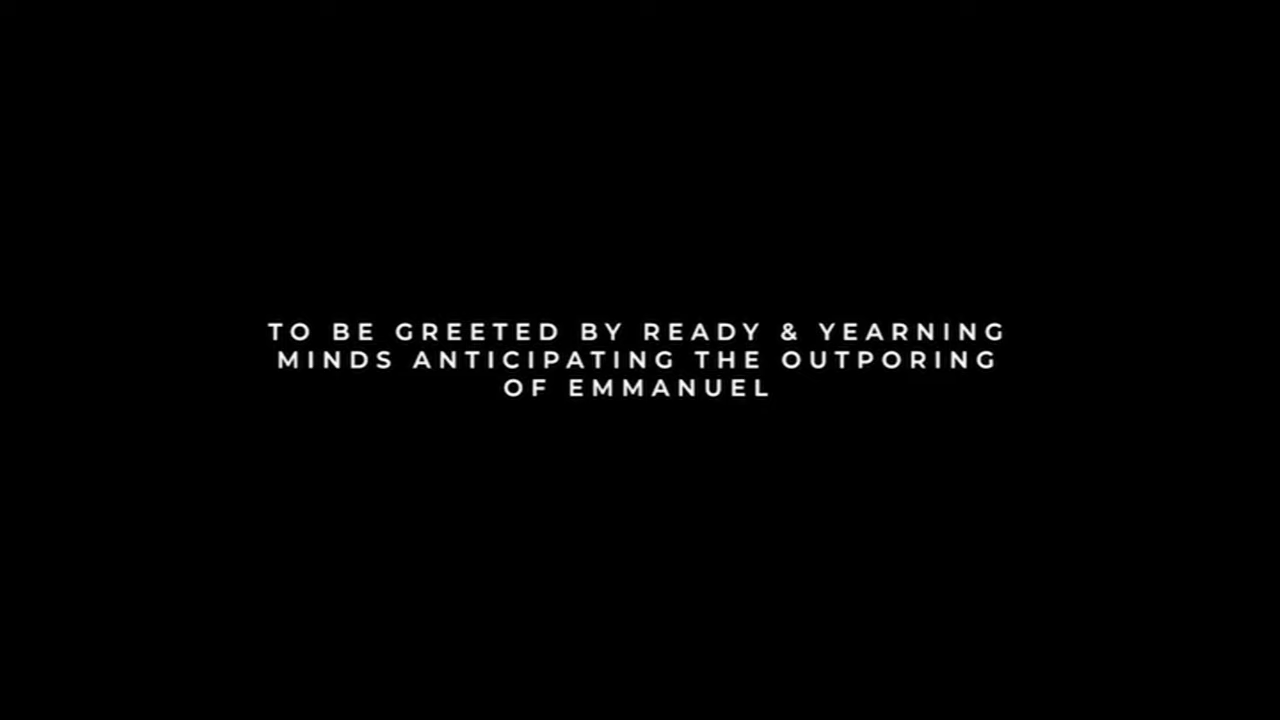 TO BE GREETED BY READY & YEARNING
MINDS ANTICIPATING THE OUTPORING
OF EMMANUEL